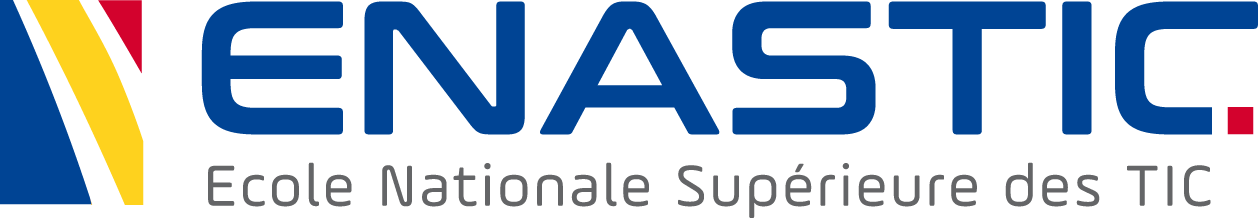 ENASTIC.
Ecole Nationale Supérieure des TIC